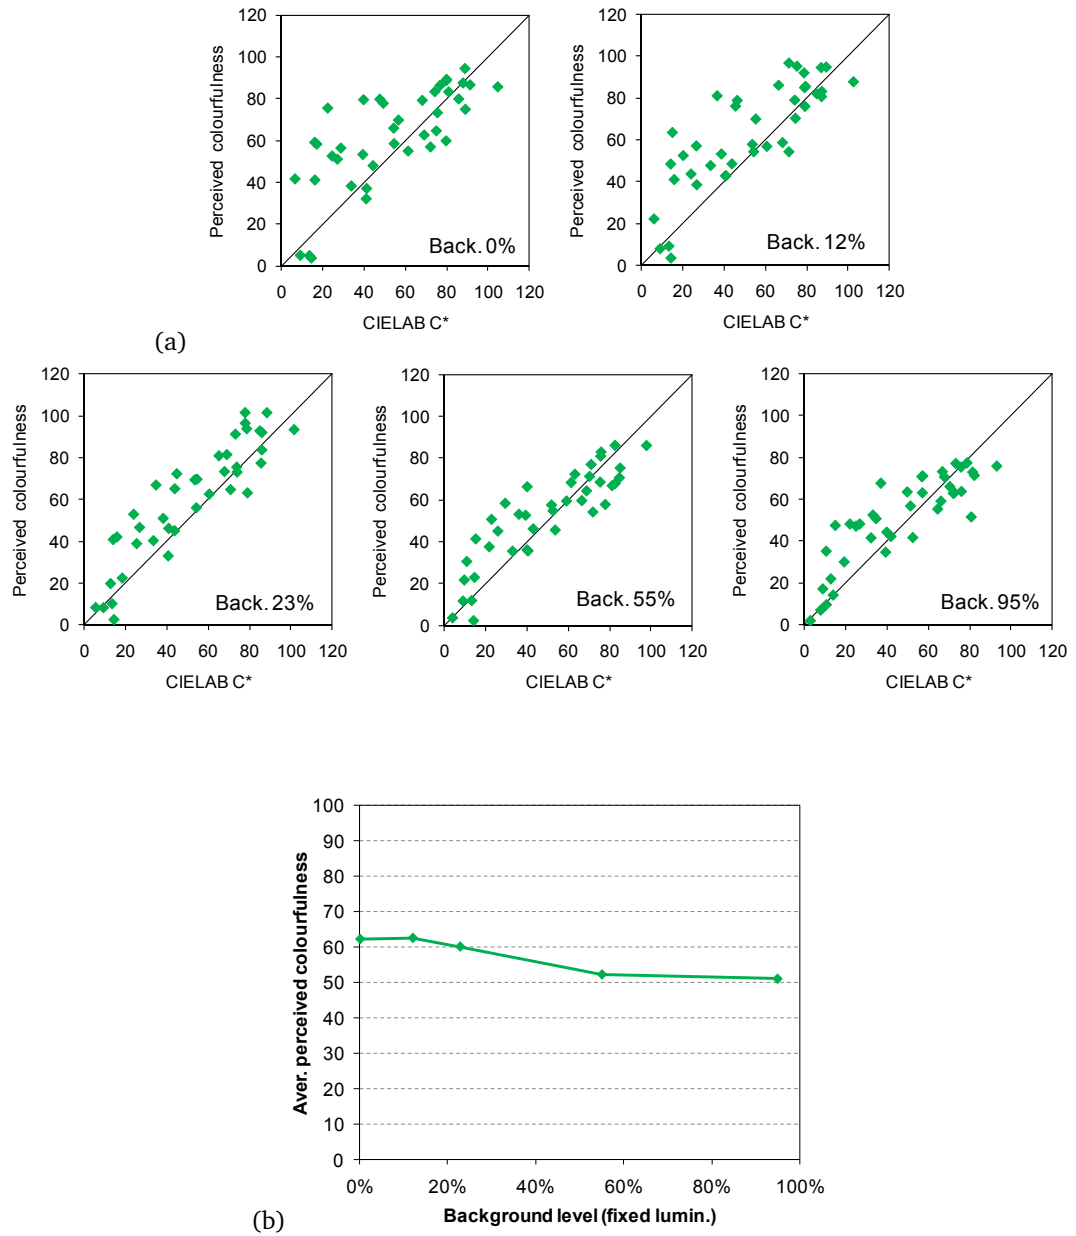 120
100
80
60
40
20
0
Perceived colourfulness
Back. 0%
0 20 40 60 80 100 120
CIELAB C*
120
100
80
60
40
20
0
Perceived colourfulness
Back. 12%
0 20 40 60 80 100 120
CIELAB C*
(a)
120
100
80
60
40
20
0
Perceived colourfulness
Back. 23%
0 20 40 60 80 100 120
CIELAB C*
120
100
80
60
40
20
0
Perceived colourfulness
Back. 55%
0 20 40 60 80 100 120
CIELAB C*
120
100
80
60
40
20
0
Perceived colourfulness
Back. 95%
0 20 40 60 80 100 120
CIELAB C*
100
90
80
70
60
50
40
30
20
10
0
Aver. perceived colourfulness
0% 20% 40% 60% 80% 100%
Background level (fixed lumin.)
(b)